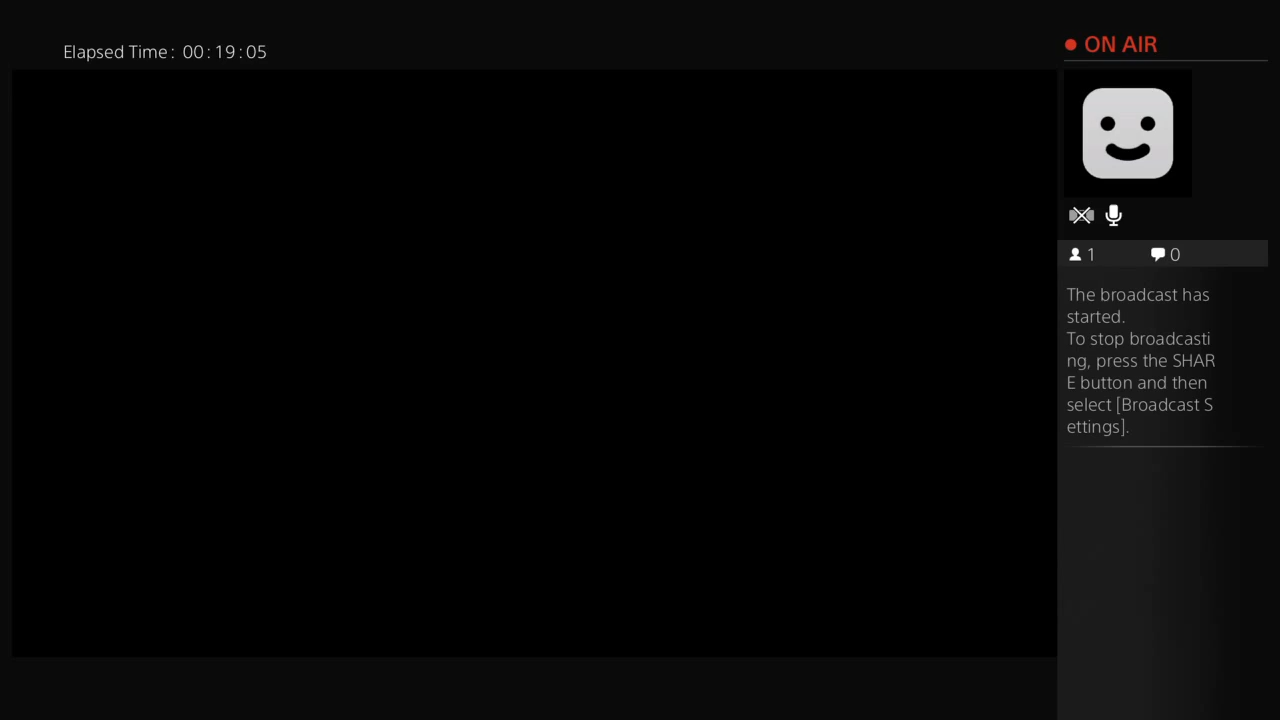 Elapsed Time: 00:19:05
ON AIR
1 0
The broadcast has
started.
To stop broadcasti
ng, press the SHAR
E button and then
select [Broadcast S
ettings].